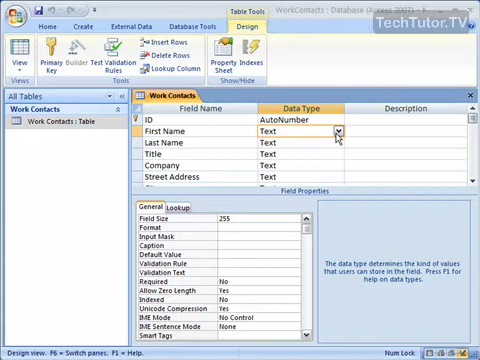 Table Tools
WorkContacts : Database (Access 2007)
TechTutor.TV
Home
Create
External Data
Database Tools
Design
View
Primary Key
Builder
Test Validation Rules
Insert Rows
Delete Rows
Lookup Column
Property Sheet
Indexes
Views
Tools
Show/Hide
All Tables
Work Contacts
Work Contacts : Table
Work Contacts
Field Name Data Type Description
ID AutoNumber
First Name Text
Last Name Text
Title Text
Company Text
Street Address Text
Field Properties
General Lookup
Field Size 255
Format
Input Mask
Caption
Default Value
Validation Rule
Validation Text
Required No
Allow Zero Length Yes
Indexed No
Unicode Compression Yes
IME Mode No Control
IME Sentence Mode None
Smart Tags
The data type determines the kind of values
that users can store in the field. Press F1 for
help on data types.
Design view. F6 = Switch panes. F1 = Help.
Num Lock